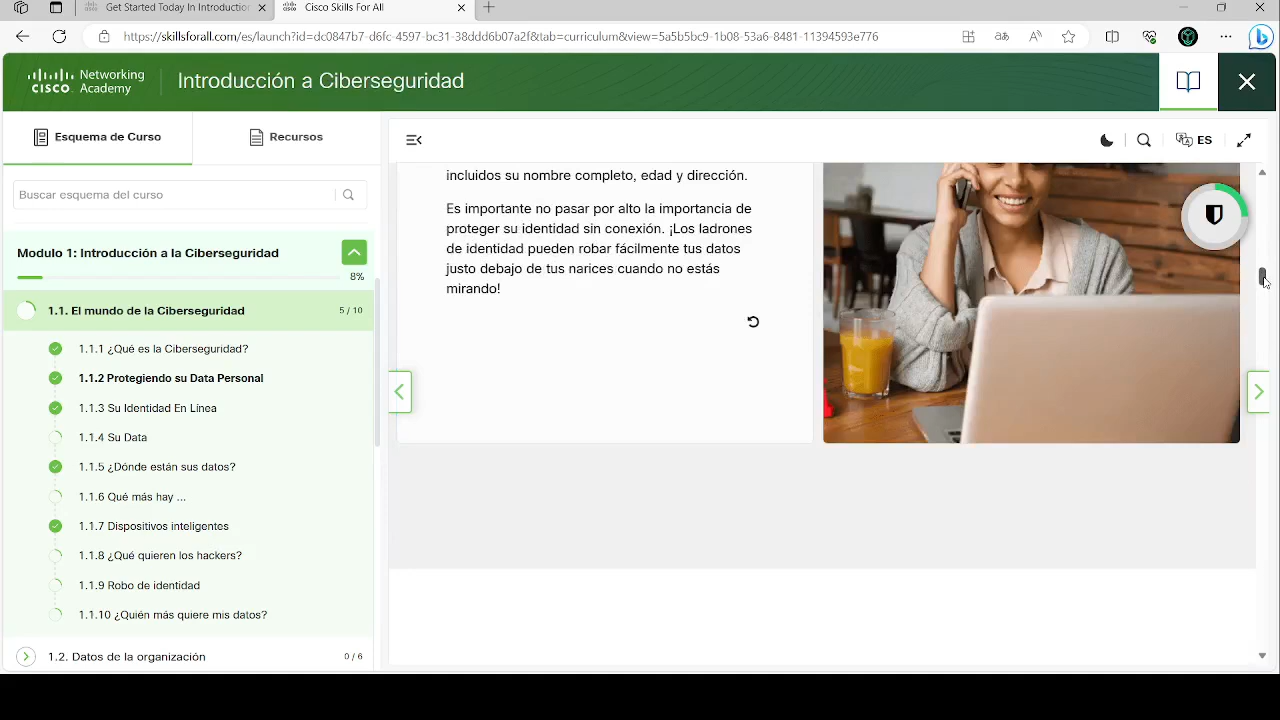 Get Started Today In Introduction
Cisco Skills For All
https://skillsforall.com/es/launch?id=dc0847b7-d6fc-4597-bc31-38ddd6b07a2f&tab=curriculum&view=5a5b5bc9-1b08-53a6-8481-11394593e776
Networking
CISCO Academy
Introducción a Ciberseguridad
Esquema de Curso
Recursos
ES
Buscar esquema del curso
Modulo 1: Introducción a la Ciberseguridad
8%
1.1. El mundo de la Ciberseguridad 5 / 10
1.1.1 ¿Qué es la Ciberseguridad?
1.1.2 Protegiendo su Data Personal
1.1.3 Su Identidad En Línea
1.1.4 Su Data
1.1.5 ¿Dónde están sus datos?
1.1.6 Qué más hay ...
1.1.7 Dispositivos inteligentes
1.1.8 ¿Qué quieren los hackers?
1.1.9 Robo de identidad
1.1.10 ¿Quién más quiere mis datos?
1.2. Datos de la organización 0 / 6
incluidos su nombre completo, edad y dirección.
Es importante no pasar por alto la importancia de
proteger su identidad sin conexión. ¡Los ladrones
de identidad pueden robar fácilmente tus datos
justo debajo de tus narices cuando no estás
mirando!